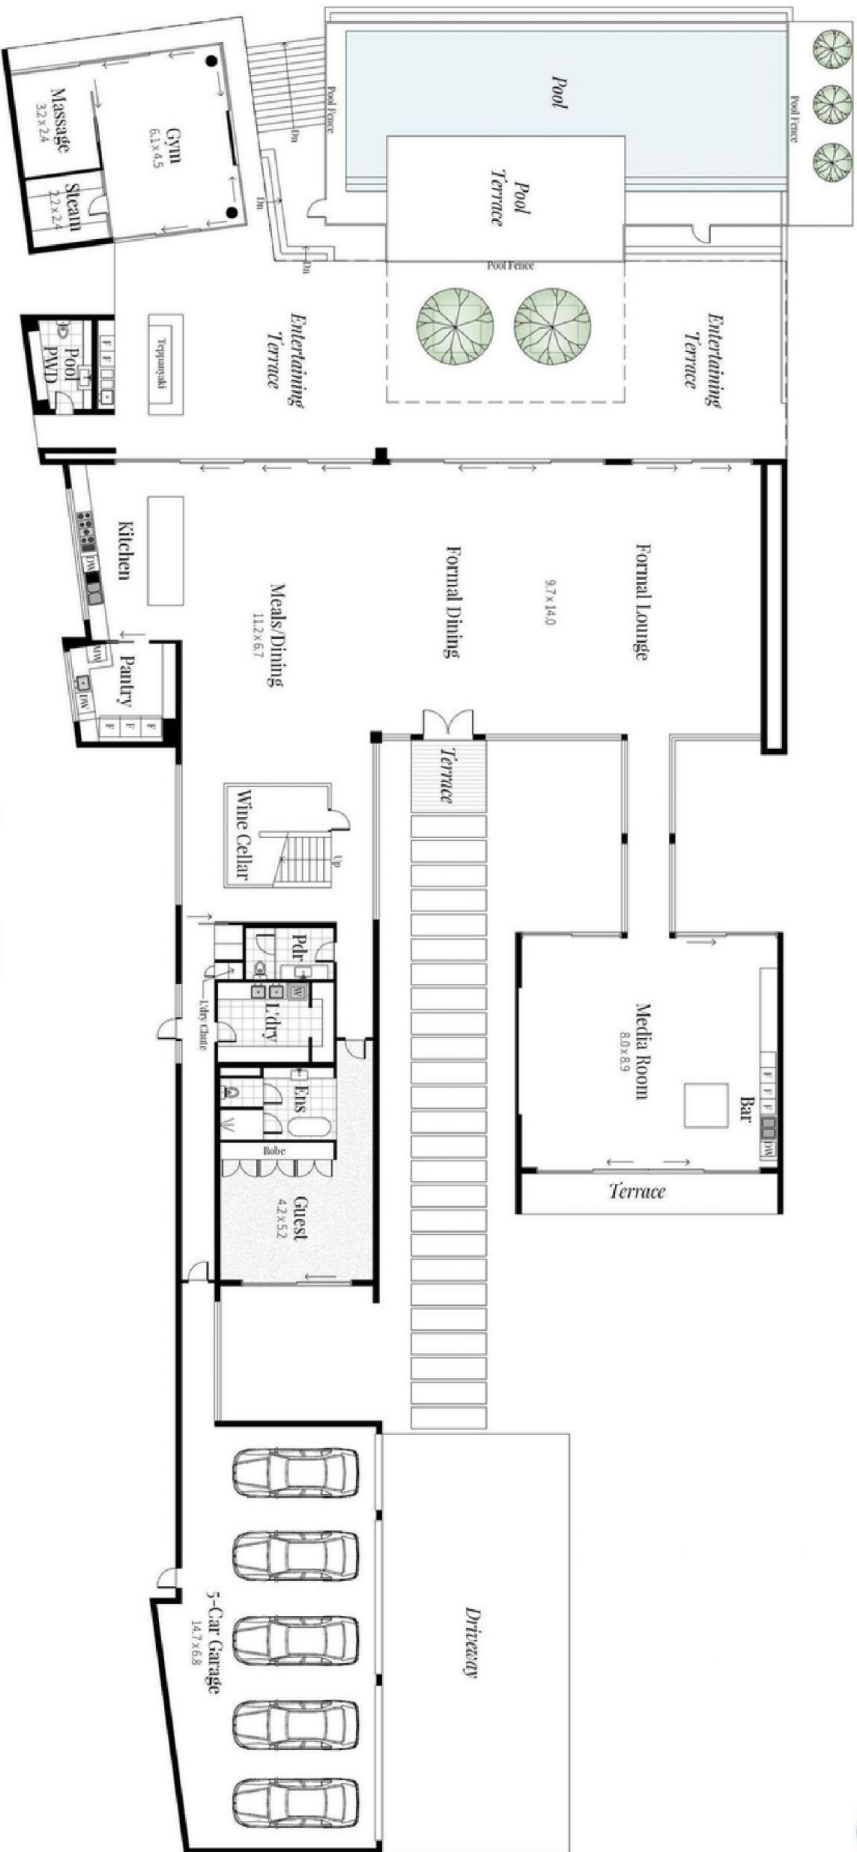 Pool
Pool Fence
Pool Fence
Pool
Terrace
Pool Fence
Massage
3.2 x 2.4
Gym
6.1 x 4.5
Steam
2.2 x 2.4
Dn
Dn
Dn
Entertaining
Terrace
Entertaining
Terrace
Teppanyaki
F
F
Pool
PWD
Kitchen
DW
Meals/Dining
11.2 x 6.7
Formal Dining
9.7 x 14.0
Formal Lounge
Pantry
MW
DW
F
F
F
Terrace
Wine Cellar
Up
Pdr
L'dry Chute
L'dry
W
Ens
Robe
Guest
4.2 x 5.2
Media Room
8.0 x 8.9
Bar
F
F
F
DW
Terrace
5-Car Garage
14.7 x 6.8
Driveway